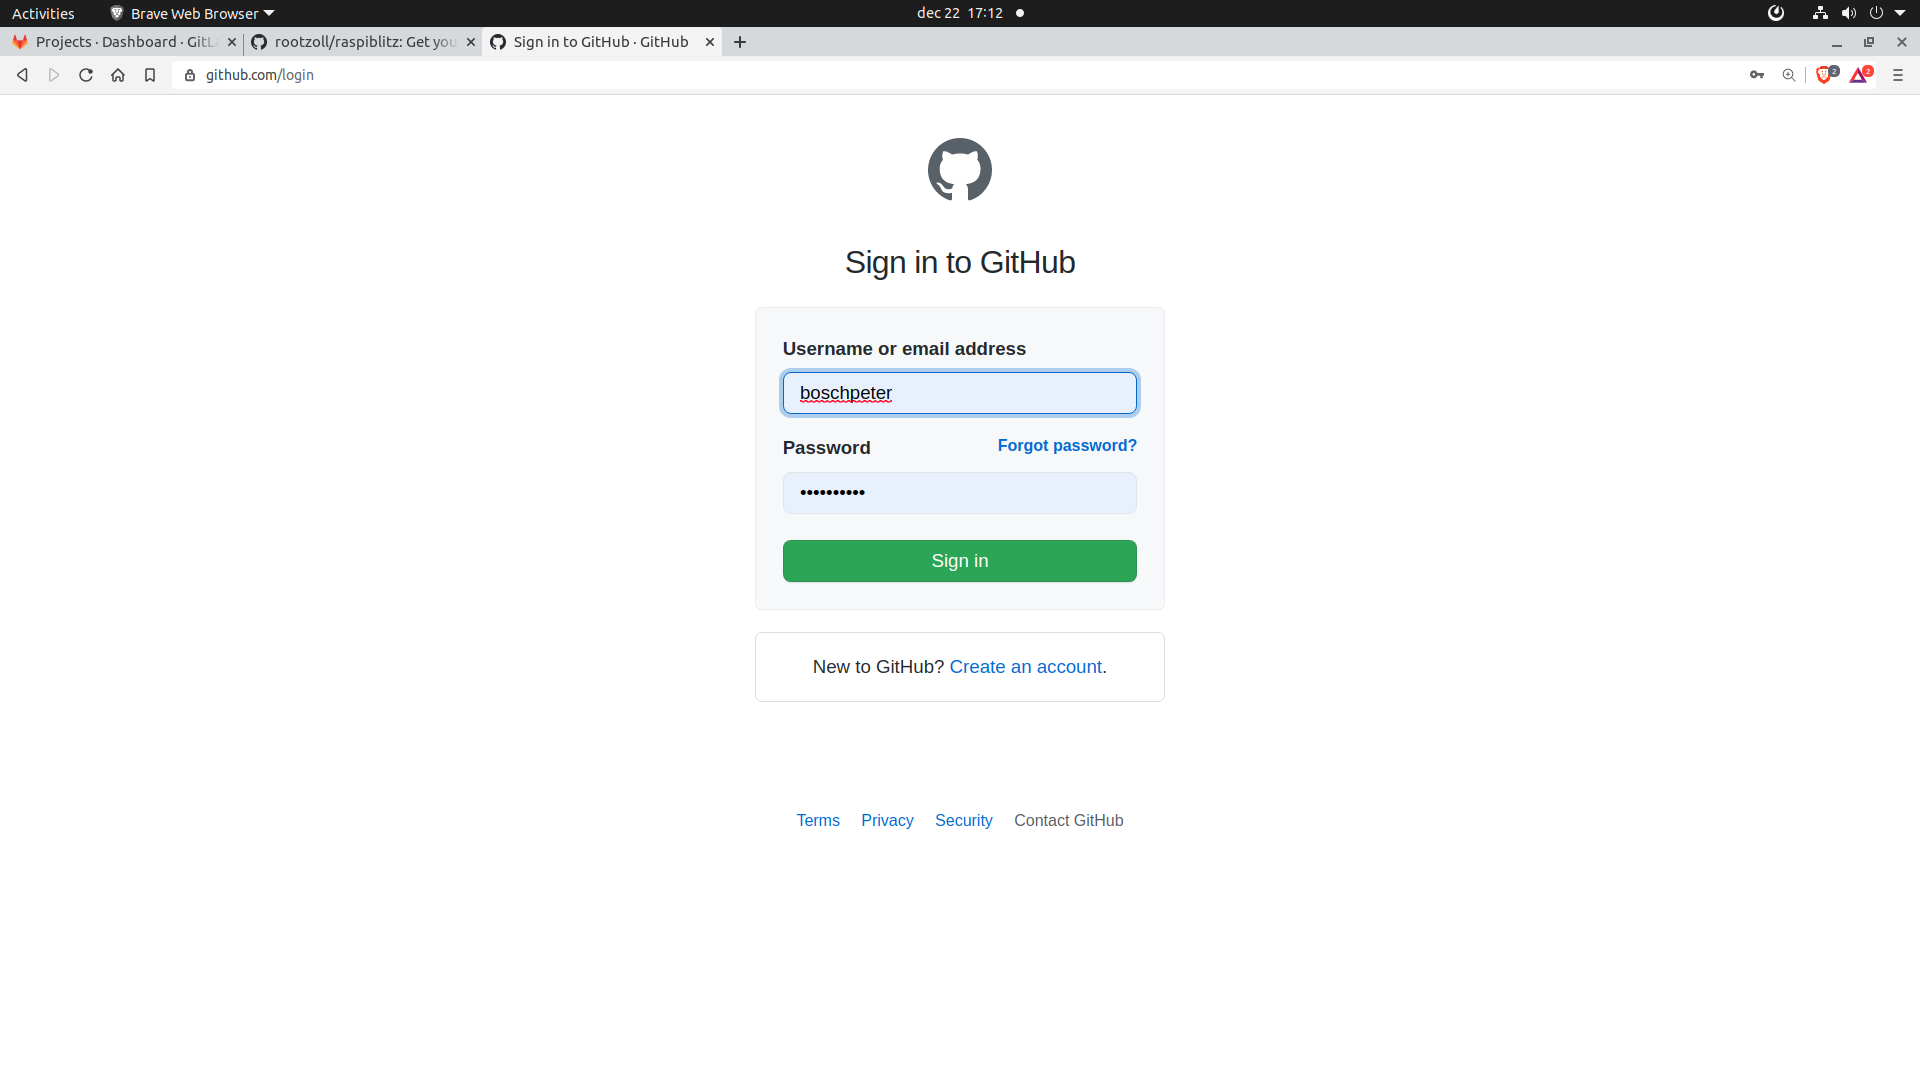 Activities
Brave Web Browser
dec 22 17:12
Projects · Dashboard · GitL
rootzoll/raspiblitz: Get you
Sign in to GitHub · GitHub
github.com/login
2
2
Sign in to GitHub
Username or email address
boschpeter
Password
Forgot password?
••••••••••
Sign in
New to GitHub? Create an account.
Terms
Privacy
Security
Contact GitHub